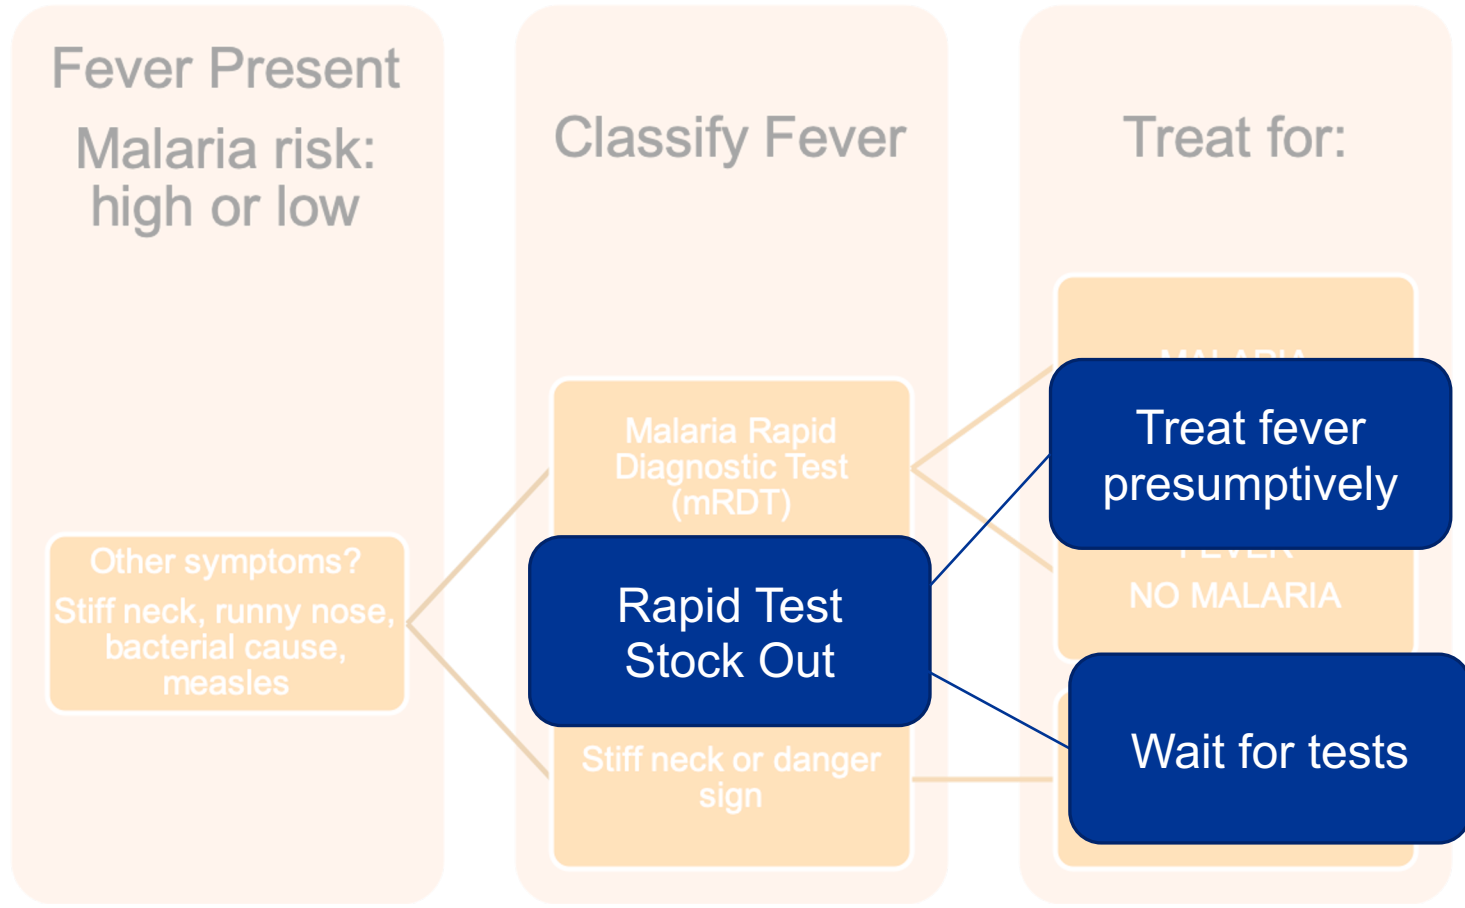 Fever Present
Malaria risk:
high or low
Other symptoms?
Stiff neck, runny nose,
bacterial cause,
measles
Classify Fever
Malaria Rapid
Diagnostic Test
(mRDT)
Rapid Test
Stock Out
Stiff neck or danger
sign
Treat for:
MALARIA
Treat fever
presumptively
FEVER
NO MALARIA
Wait for tests